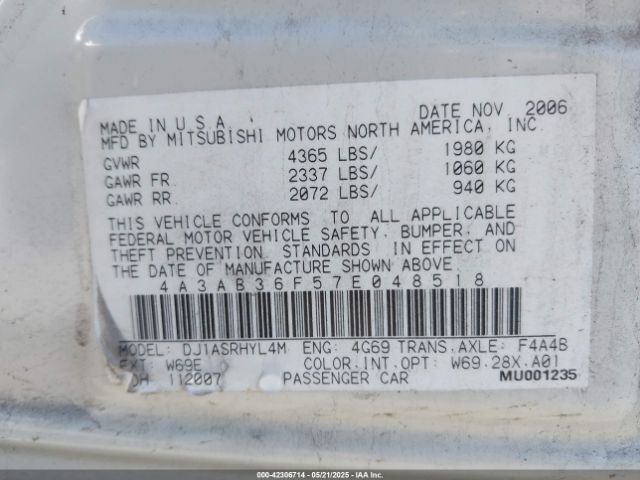 MADE IN U.S.A. DATE NOV. 2006
MFD BY MITSUBISHI MOTORS NORTH AMERICA, INC
GVWR 4365 LBS/ 1980 KG
GAWR FR. 2337 LBS/ 1060 KG
GAWR RR. 2072 LBS/ 940 KG
THIS VEHICLE CONFORMS TO ALL APPLICABLE
FEDERAL MOTOR VEHICLE SAFETY, BUMPER, AND
THEFT PREVENTION STANDARDS IN EFFECT ON
THE DATE OF MANUFACTURE SHOWN ABOVE.
4A3AB36F57E048518
MODEL: DJ1ASRHYL4M ENG: 4G69 TRANS.AXLE: F4A4B
EXT: W69E COLOR.INT.OPT: W69.28X.A01
112007 PASSENGER CAR MU001235
000-42306714 - 05/21/2025 - © Copyright